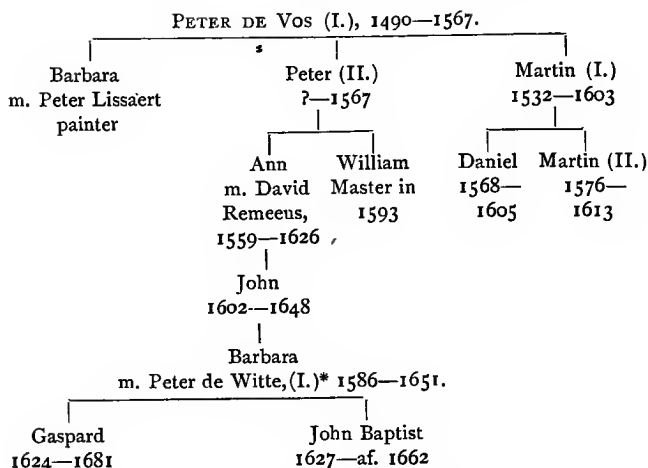 PETER DE VOS (I.), 1490—1567.
Barbara
m. Peter Lissaert
painter
Peter (II.)
?—1567
Martin (I.)
1532—1603
Ann
m. David
Remeeus,
1559—1626
William
Master in
1593
Daniel
1568—
1605
Martin (II.)
1576—
1613
John
1602—1648
Barbara
m. Peter de Witte, (I.)* 1586—1651.
Gaspard
1624—1681
John Baptist
1627—af. 1662